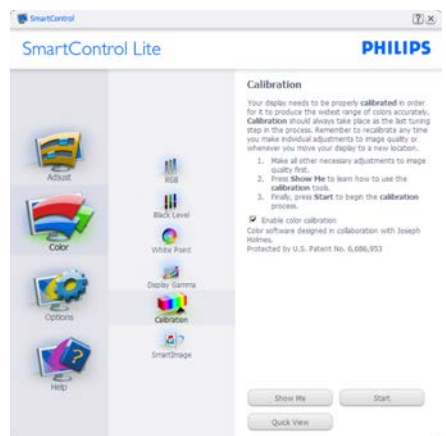 SmartControl
SmartControl Lite
PHILIPS
Adjust
Color
Options
Help
RGB
Black Level
White Point
Display Gamma
Calibration
SmartImage
Calibration
Your display needs to be properly calibrated in order
for it to produce the widest range of colors accurately.
Calibration should always take place as the last tuning
step in the process. Remember to recalibrate any time
you make individual adjustments to image quality or
whenever you move your display to a new location.
1. Make all other necessary adjustments to image
quality first.
2. Press Show Me to learn how to use the
calibration tools.
3. Finally, press Start to begin the calibration
process.
Enable color calibration
Color software designed in collaboration with Joseph
Holmes.
Protected by U.S. Patent No. 6,686,953
Show Me
Start
Quick View